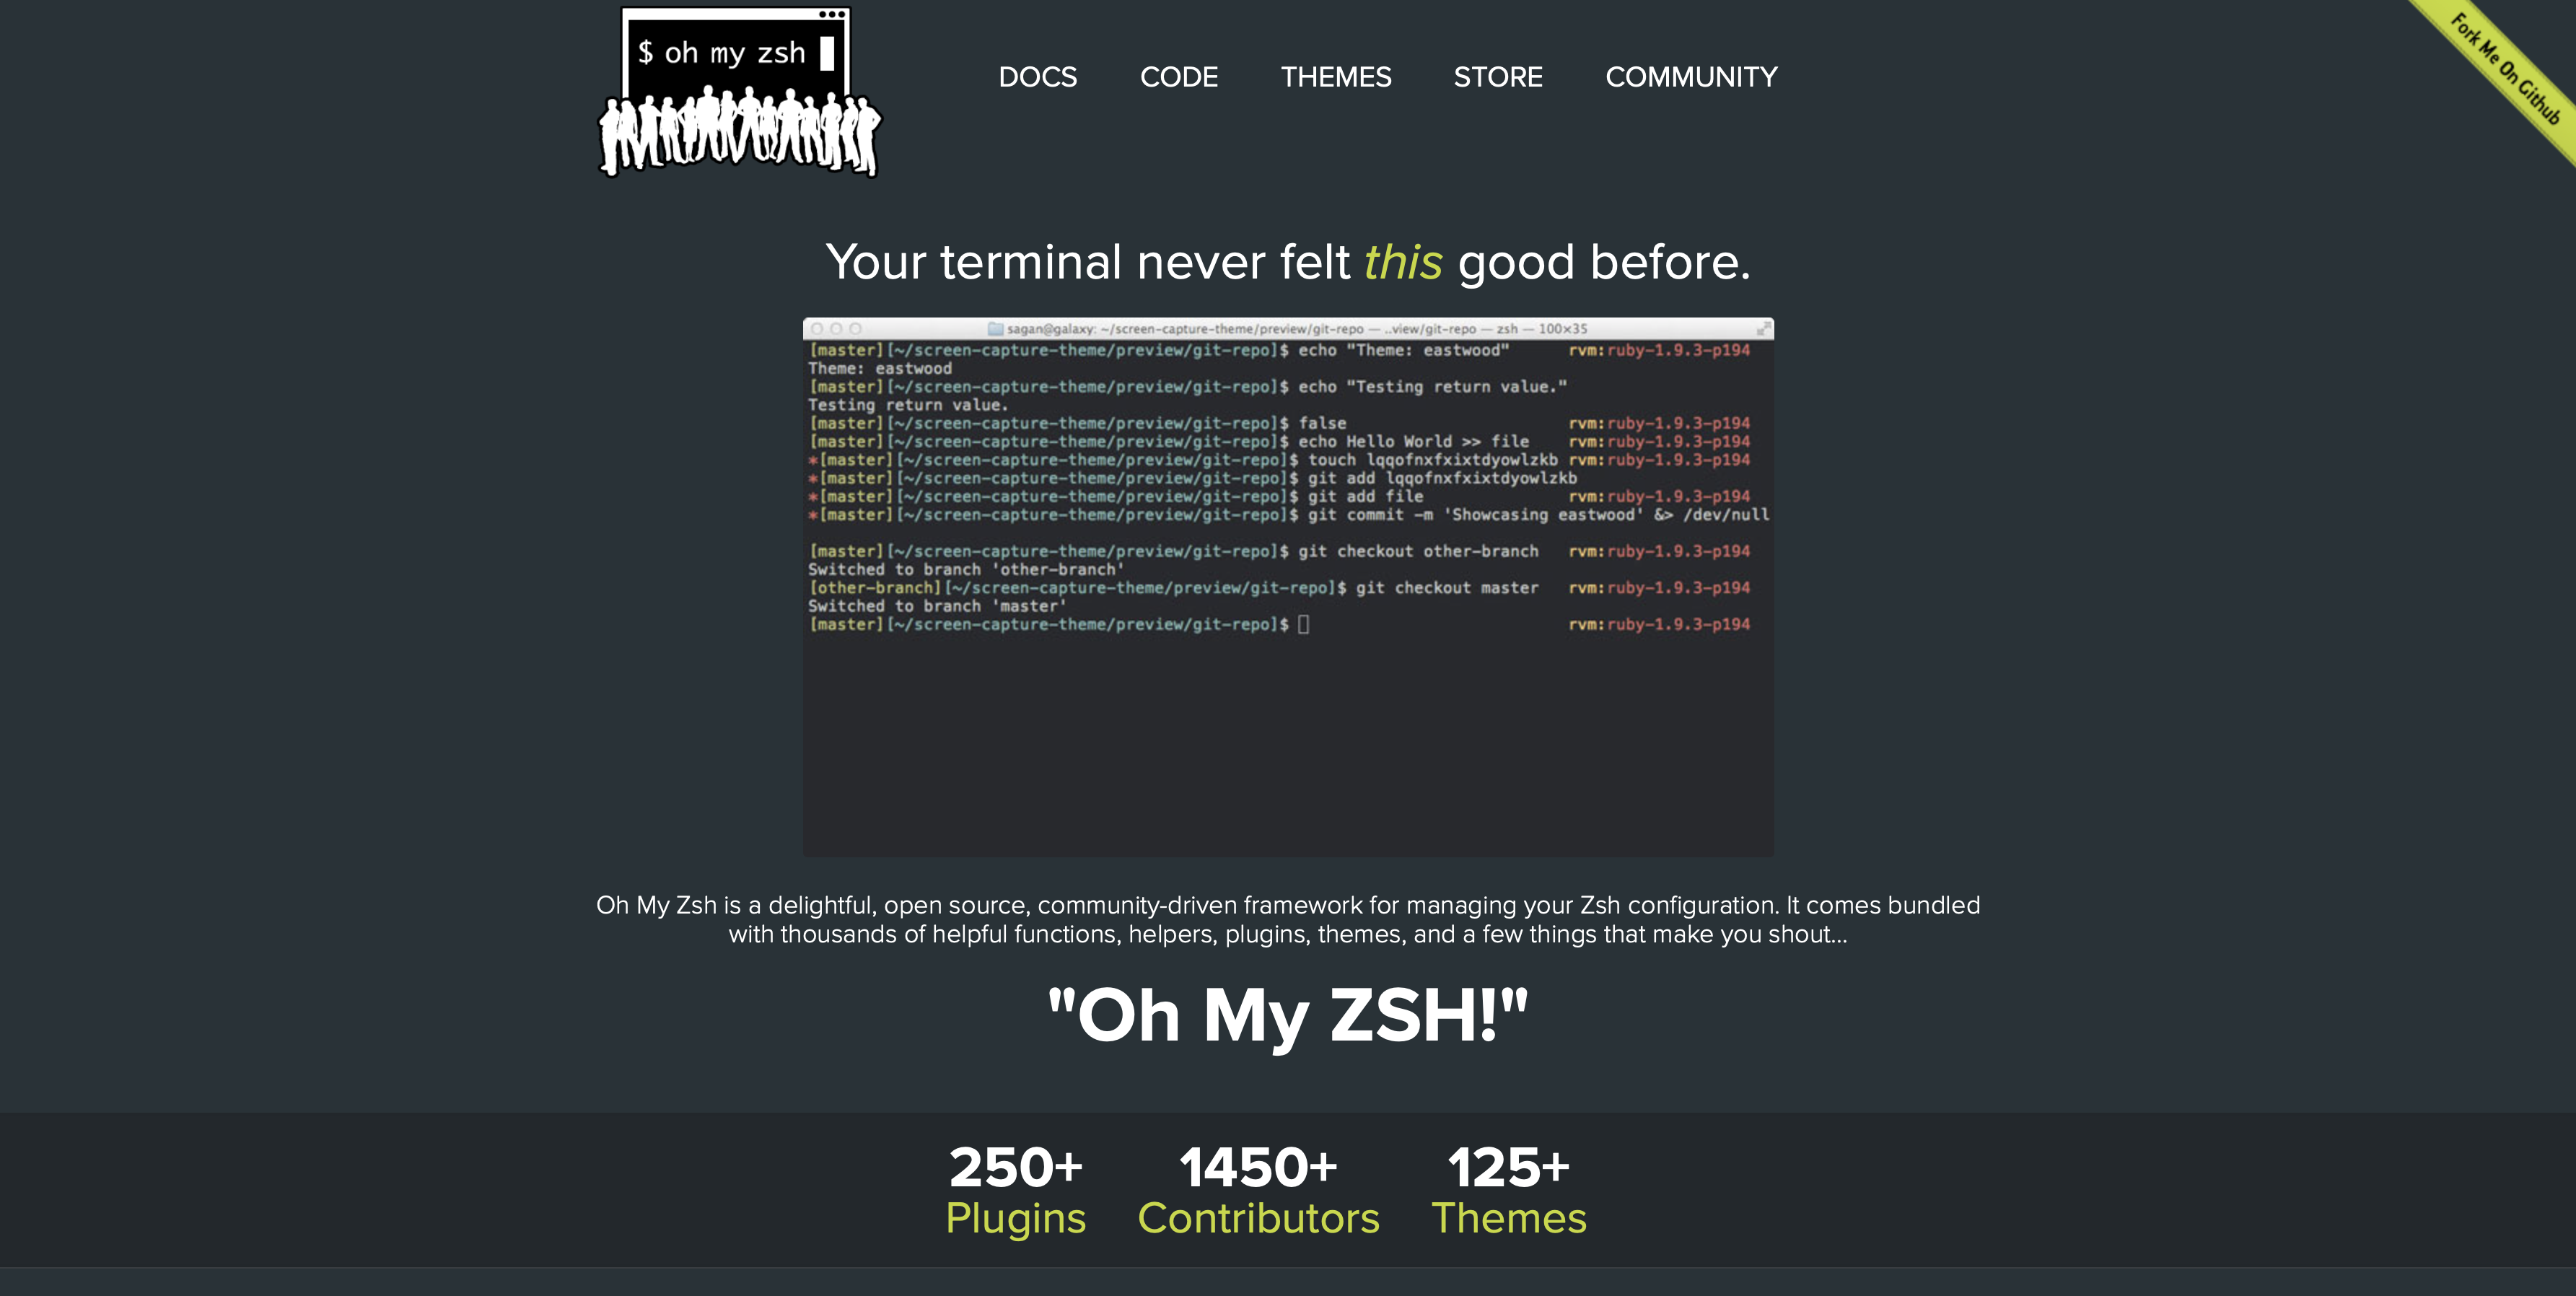 $ oh my zsh
DOCS CODE THEMES STORE COMMUNITY
Fork Me On Github
Your terminal never felt this good before.
sagan@galaxy: ~/screen-capture-theme/preview/git-repo — ..view/git-repo — zsh — 100×35
[master][~/screen-capture-theme/preview/git-repo]$ echo "Theme: eastwood" rvm:ruby-1.9.3-p194
Theme: eastwood
[master][~/screen-capture-theme/preview/git-repo]$ echo "Testing return value."
Testing return value.
[master][~/screen-capture-theme/preview/git-repo]$ false rvm:ruby-1.9.3-p194
[master][~/screen-capture-theme/preview/git-repo]$ echo Hello World >> file rvm:ruby-1.9.3-p194
*[master][~/screen-capture-theme/preview/git-repo]$ touch lqqofnxfxixtdyowlzkb rvm:ruby-1.9.3-p194
*[master][~/screen-capture-theme/preview/git-repo]$ git add lqqofnxfxixtdyowlzkb
*[master][~/screen-capture-theme/preview/git-repo]$ git add file rvm:ruby-1.9.3-p194
*[master][~/screen-capture-theme/preview/git-repo]$ git commit -m 'Showcasing eastwood' &> /dev/null
[master][~/screen-capture-theme/preview/git-repo]$ git checkout other-branch rvm:ruby-1.9.3-p194
Switched to branch 'other-branch'
[other-branch][~/screen-capture-theme/preview/git-repo]$ git checkout master rvm:ruby-1.9.3-p194
Switched to branch 'master'
[master][~/screen-capture-theme/preview/git-repo]$ rvm:ruby-1.9.3-p194
Oh My Zsh is a delightful, open source, community-driven framework for managing your Zsh configuration. It comes bundled
with thousands of helpful functions, helpers, plugins, themes, and a few things that make you shout...
"Oh My ZSH!"
250+ 1450+ 125+
Plugins Contributors Themes